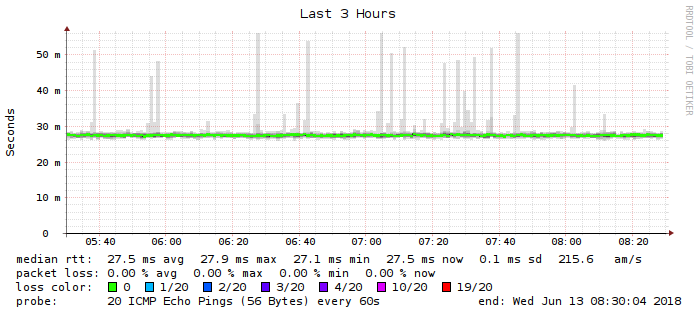 Last 3 Hours
RRDTOOL / TOBI OETIKER
Seconds
50 m
40 m
30 m
20 m
10 m
0
05:40 06:00 06:20 06:40 07:00 07:20 07:40 08:00 08:20
median rtt: 27.5 ms avg 27.9 ms max 27.1 ms min 27.5 ms now 0.1 ms sd 215.6 am/s
packet loss: 0.00 % avg 0.00 % max 0.00 % min 0.00 % now
loss color: 0 1/20 2/20 3/20 4/20 10/20 19/20
probe: 20 ICMP Echo Pings (56 Bytes) every 60s end: Wed Jun 13 08:30:04 2018